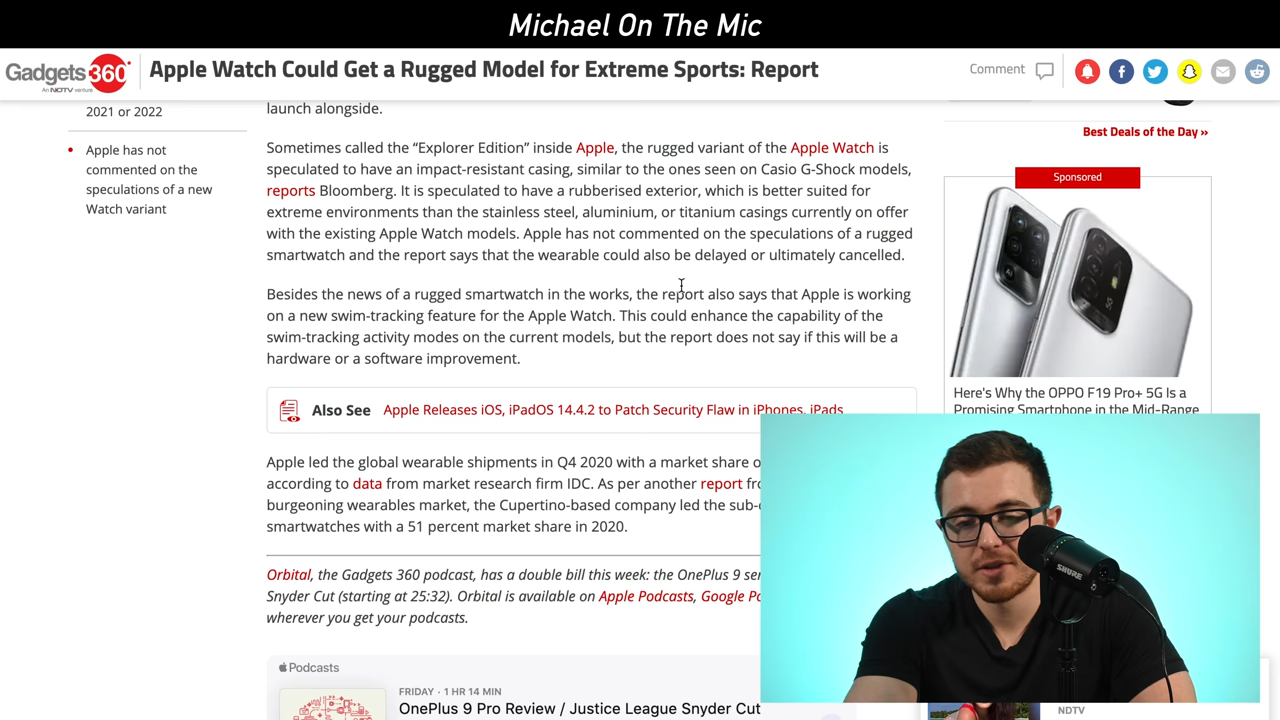 Michael On The Mic
Gadgets 360
An NDTV venture
Apple Watch Could Get a Rugged Model for Extreme Sports: Report
Comment
2021 or 2022
Apple has not
commented on the
speculations of a new
Watch variant
launch alongside.
Sometimes called the “Explorer Edition” inside Apple, the rugged variant of the Apple Watch is
speculated to have an impact-resistant casing, similar to the ones seen on Casio G-Shock models,
reports Bloomberg. It is speculated to have a rubberised exterior, which is better suited for
extreme environments than the stainless steel, aluminium, or titanium casings currently on offer
with the existing Apple Watch models. Apple has not commented on the speculations of a rugged
smartwatch and the report says that the wearable could also be delayed or ultimately cancelled.
Besides the news of a rugged smartwatch in the works, the report also says that Apple is working
on a new swim-tracking feature for the Apple Watch. This could enhance the capability of the
swim-tracking activity modes on the current models, but the report does not say if this will be a
hardware or a software improvement.
Also See Apple Releases iOS, iPadOS 14.4.2 to Patch Security Flaw in iPhones, iPads
Apple led the global wearable shipments in Q4 2020 with a market share
according to data from market research firm IDC. As per another report
burgeoning wearables market, the Cupertino-based company led the
smartwatches with a 51 percent market share in 2020.
Orbital, the Gadgets 360 podcast, has a double bill this week: the OnePlus 9
Snyder Cut (starting at 25:32). Orbital is available on Apple Podcasts, Google
wherever you get your podcasts.
Podcasts
FRIDAY · 1 HR 14 MIN
OnePlus 9 Pro Review / Justice League Snyder Cut
Best Deals of the Day »
Sponsored
5G
Here's Why the OPPO F19 Pro+ 5G Is a
Promising Smartphone in the Mid-Range
SHURE
NDTV